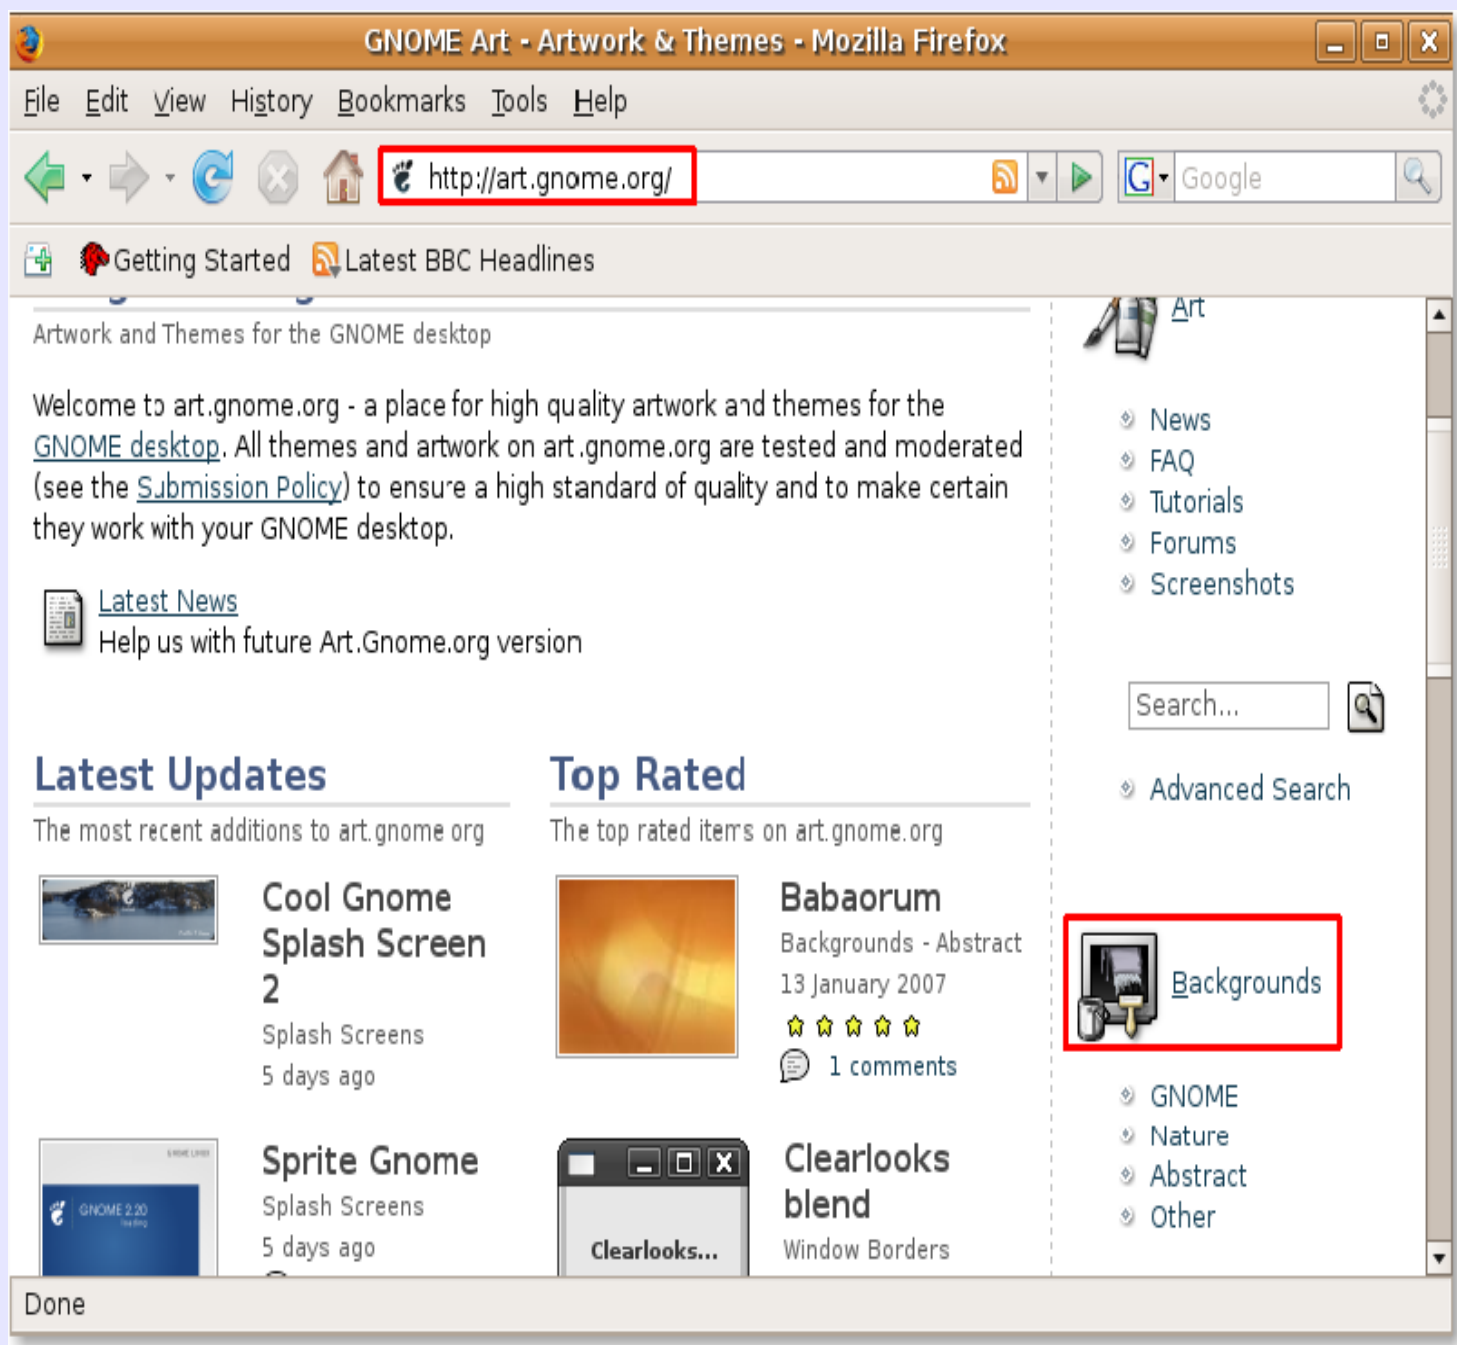 GNOME Art - Artwork & Themes - Mozilla Firefox
File Edit View History Bookmarks Tools Help
http://art.gnome.org/
G Google
Getting Started Latest BBC Headlines
Artwork and Themes for the GNOME desktop
Welcome to art.gnome.org - a place for high quality artwork and themes for the
GNOME desktop. All themes and artwork on art.gnome.org are tested and moderated
(see the Submission Policy) to ensure a high standard of quality and to make certain
they work with your GNOME desktop.
Latest News
Help us with future Art.Gnome.org version
Latest Updates
The most recent additions to art.gnome org
Cool Gnome
Splash Screen
2
Splash Screens
5 days ago
Sprite Gnome
GNOME 2.20
loading
Splash Screens
5 days ago
Top Rated
The top rated items on art.gnome.org
Babaorum
Backgrounds - Abstract
13 January 2007
1 comments
Clearlooks
blend
Clearlooks...
Window Borders
Art
News
FAQ
Tutorials
Forums
Screenshots
Search...
Advanced Search
Backgrounds
GNOME
Nature
Abstract
Other
Done